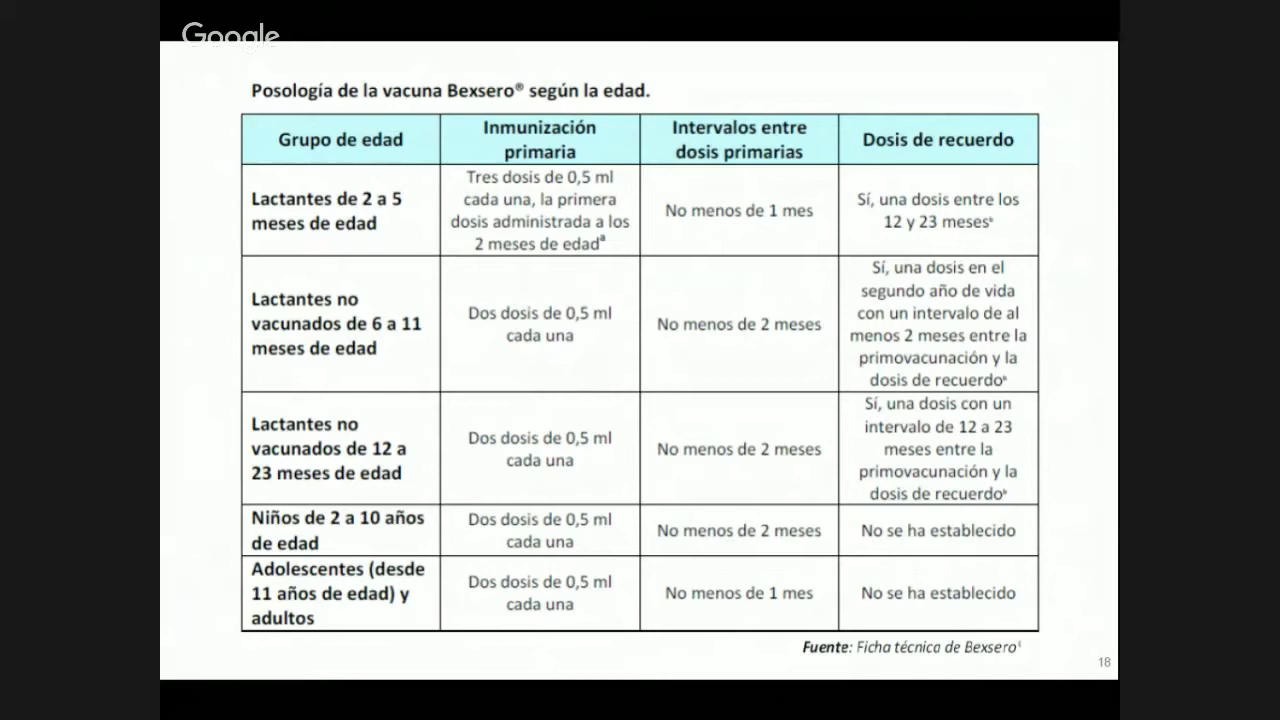 Google
Posología de la vacuna Bexsero® según la edad.
Grupo de edad
Inmunización
primaria
Intervalos entre
dosis primarias
Dosis de recuerdo
Lactantes de 2 a 5
meses de edad
Tres dosis de 0,5 ml
cada una, la primera
dosis administrada a los
2 meses de edadª
No menos de 1 mes
Sí, una dosis entre los
12 y 23 mesesᵇ
Lactantes no
vacunados de 6 a 11
meses de edad
Dos dosis de 0,5 ml
cada una
No menos de 2 meses
Sí, una dosis en el
segundo año de vida
con un intervalo de al
menos 2 meses entre la
primovacunación y la
dosis de recuerdoᵇ
Lactantes no
vacunados de 12 a
23 meses de edad
Dos dosis de 0,5 ml
cada una
No menos de 2 meses
Sí, una dosis con un
intervalo de 12 a 23
meses entre la
primovacunación y la
dosis de recuerdoᵇ
Niños de 2 a 10 años
de edad
Dos dosis de 0,5 ml
cada una
No menos de 2 meses
No se ha establecido
Adolescentes (desde
11 años de edad) y
adultos
Dos dosis de 0,5 ml
cada una
No menos de 1 mes
No se ha establecido
Fuente: Ficha técnica de Bexsero
18